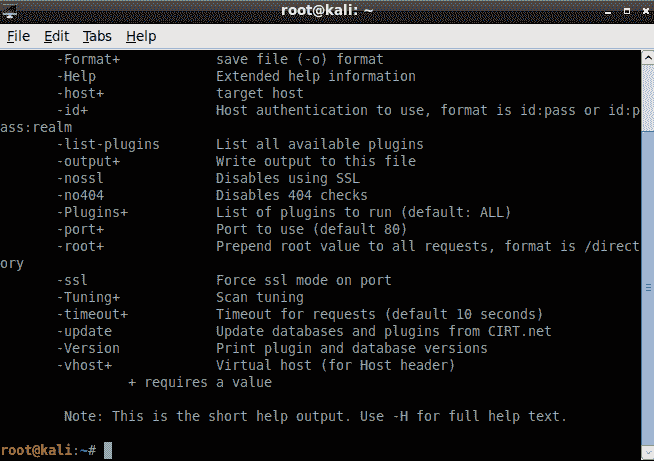 root@kali: ~
File Edit Tabs Help
-Format+ save file (-o) format
-Help Extended help information
-host+ target host
-id+ Host authentication to use, format is id:pass or id:p
ass:realm
-list-plugins List all available plugins
-output+ Write output to this file
-nossl Disables using SSL
-no404 Disables 404 checks
-Plugins+ List of plugins to run (default: ALL)
-port+ Port to use (default 80)
-root+ Prepend root value to all requests, format is /direct
ory
-ssl Force ssl mode on port
-Tuning+ Scan tuning
-timeout+ Timeout for requests (default 10 seconds)
-update Update databases and plugins from CIRT.net
-Version Print plugin and database versions
-vhost+ Virtual host (for Host header)
+ requires a value
Note: This is the short help output. Use -H for full help text.
root@kali:~#